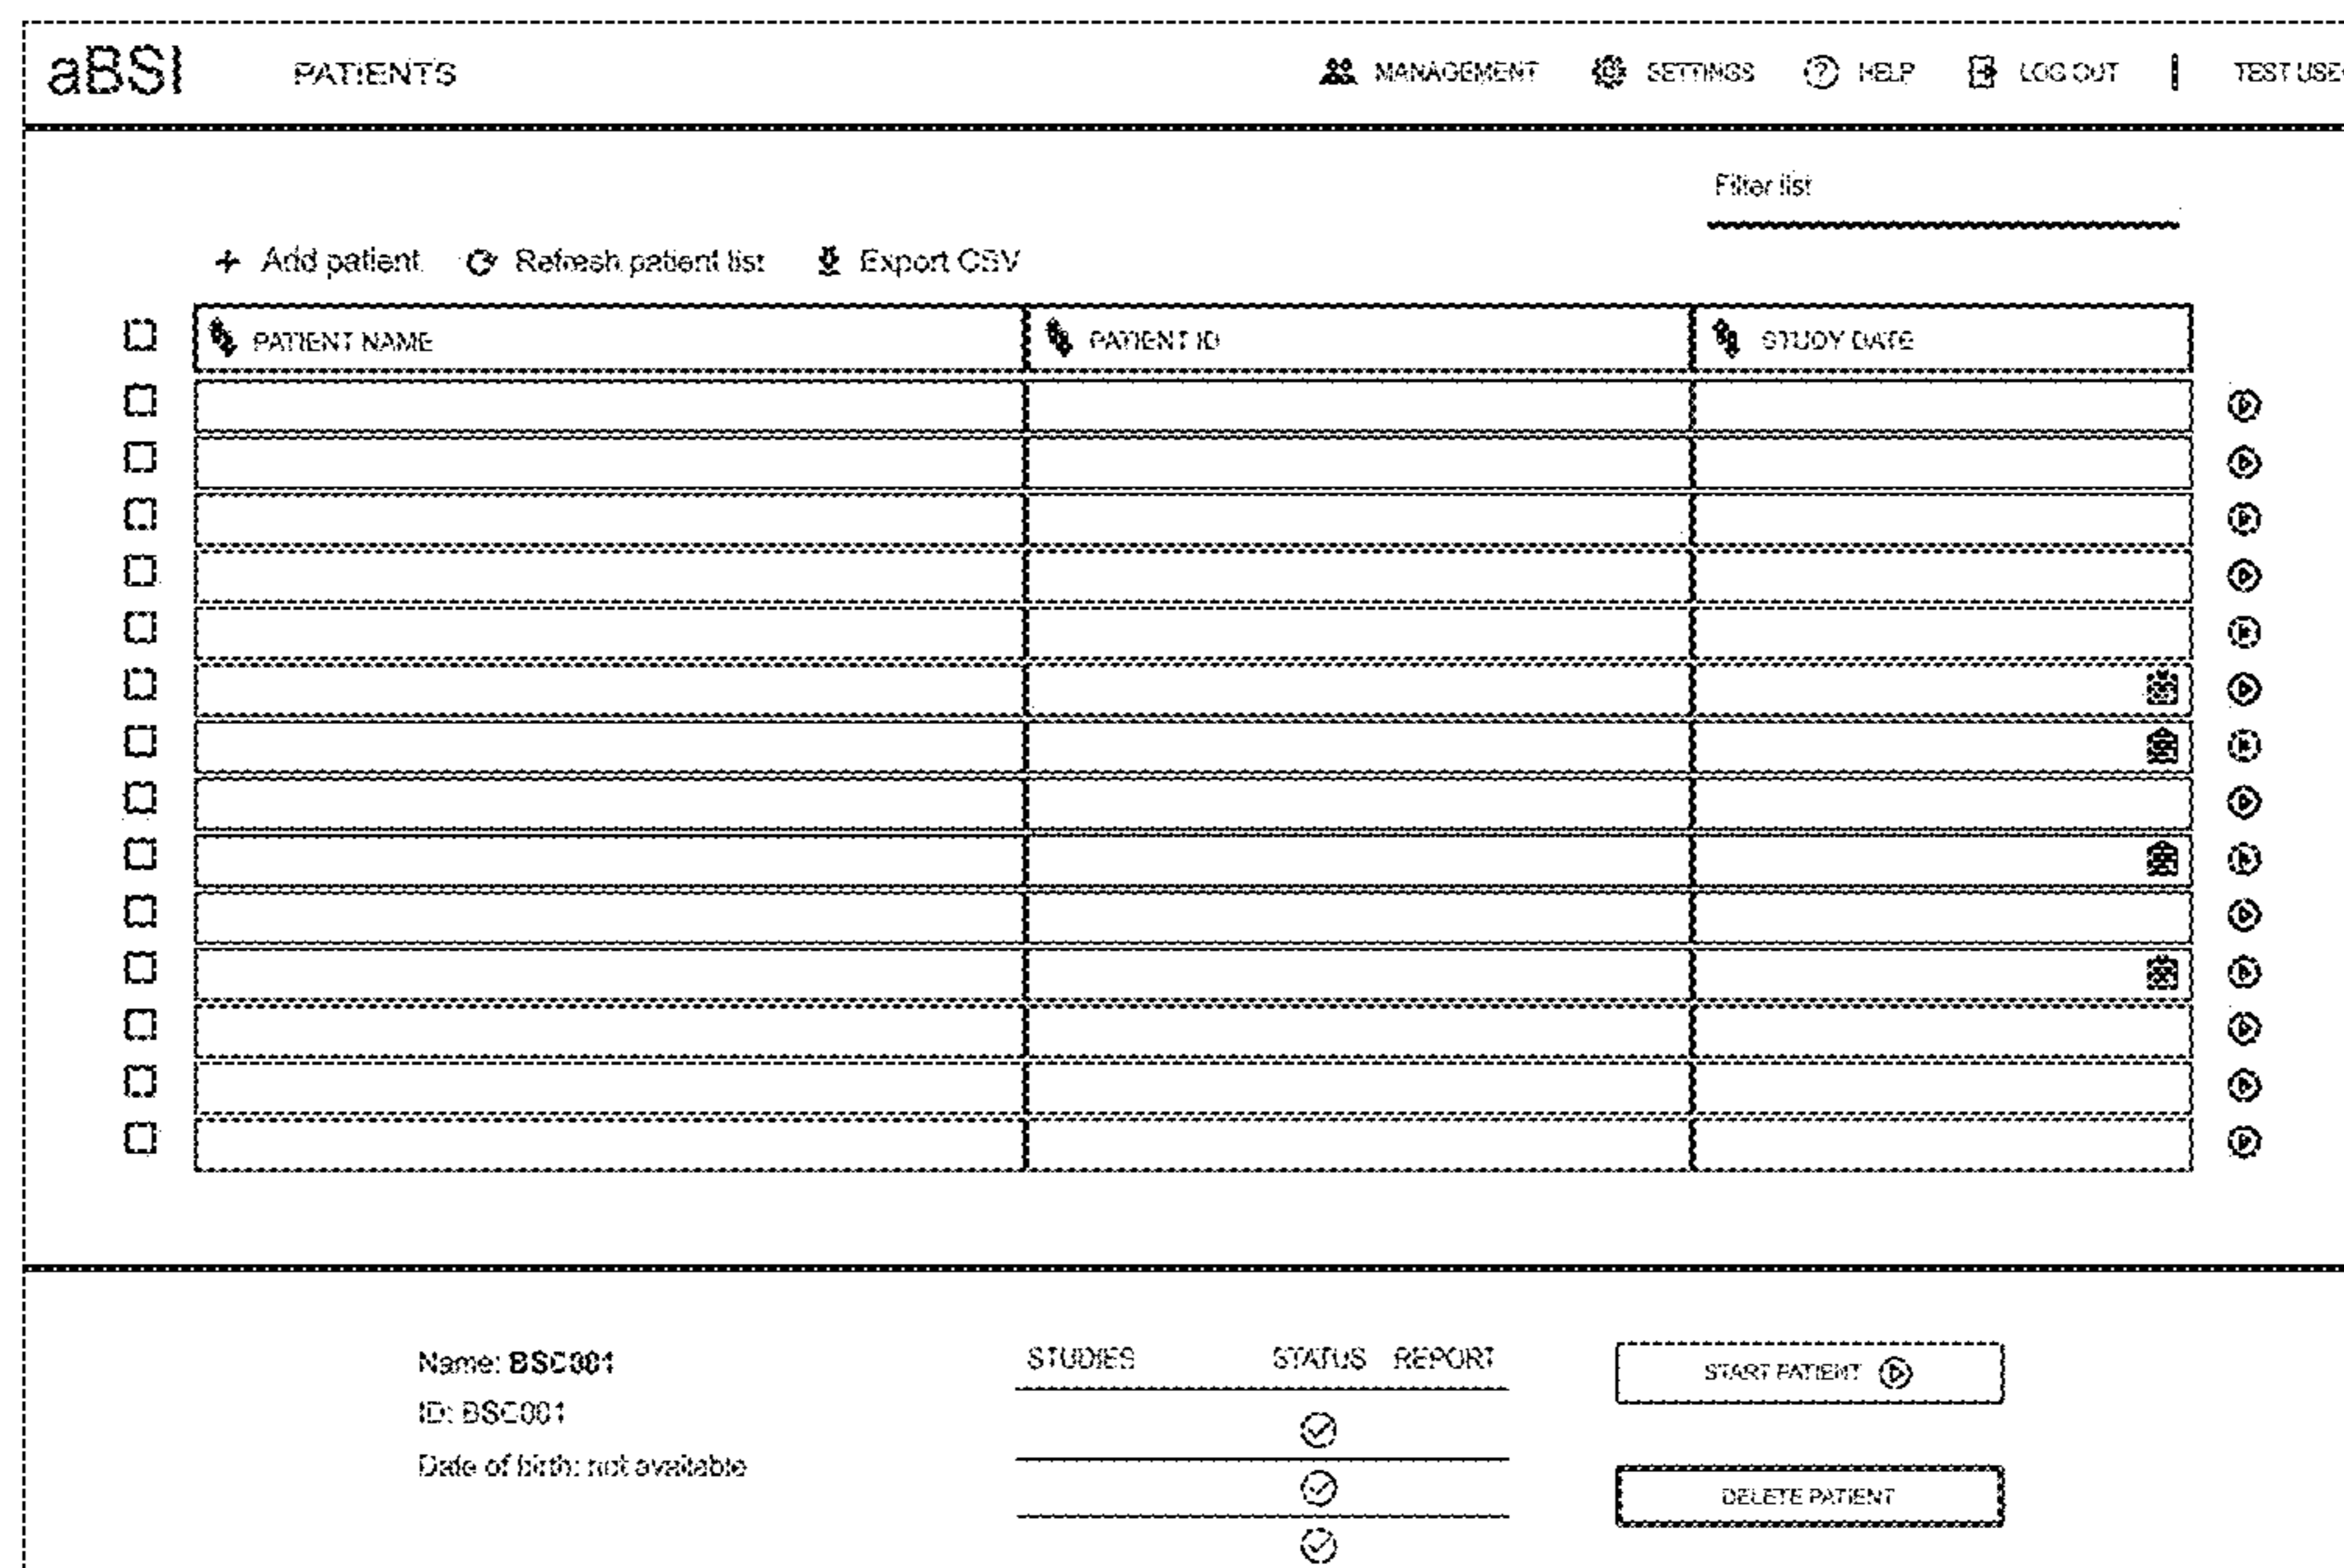 aBSI PATIENTS MANAGEMENT SETTINGS HELP LOG OUT TEST USE
Filter list
Add patient Refresh patient list Export CSV
PATIENT NAME PATIENT ID STUDY DATE
Name: BSC001 STUDIES STATUS REPORT START PATIENT
ID: BSC001
Date of birth: not available
DELETE PATIENT